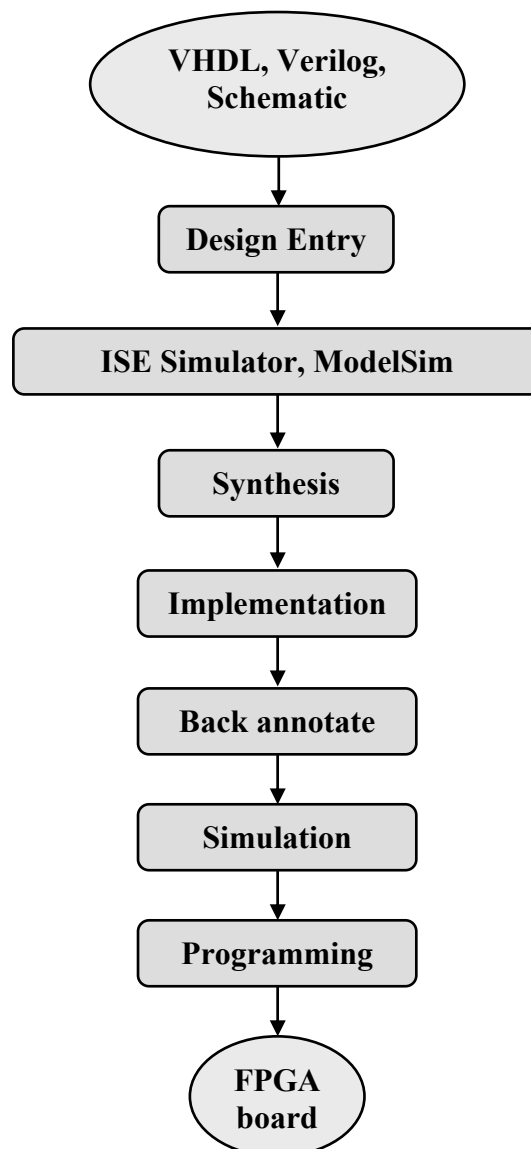 VHDL, Verilog,
Schematic
Design Entry
ISE Simulator, ModelSim
Synthesis
Implementation
Back annotate
Simulation
Programming
FPGA
board